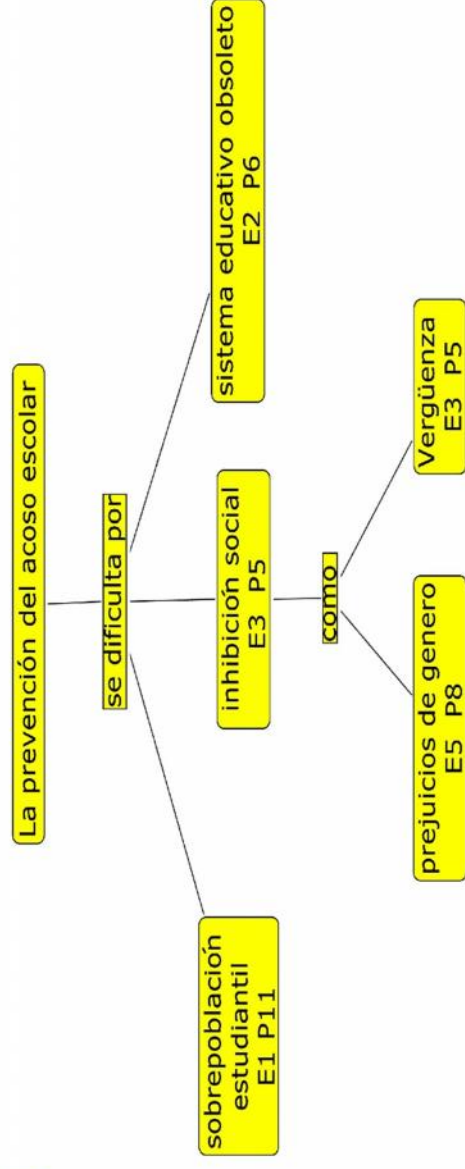 La prevención del acoso escolar
se dificulta por
sobrepoblación
estudiantil
E1 P11
inhibición social
E3 P5
sistema educativo obsoleto
E2 P6
como
prejuicios de genero
E5 P8
Vergüenza
E3 P5